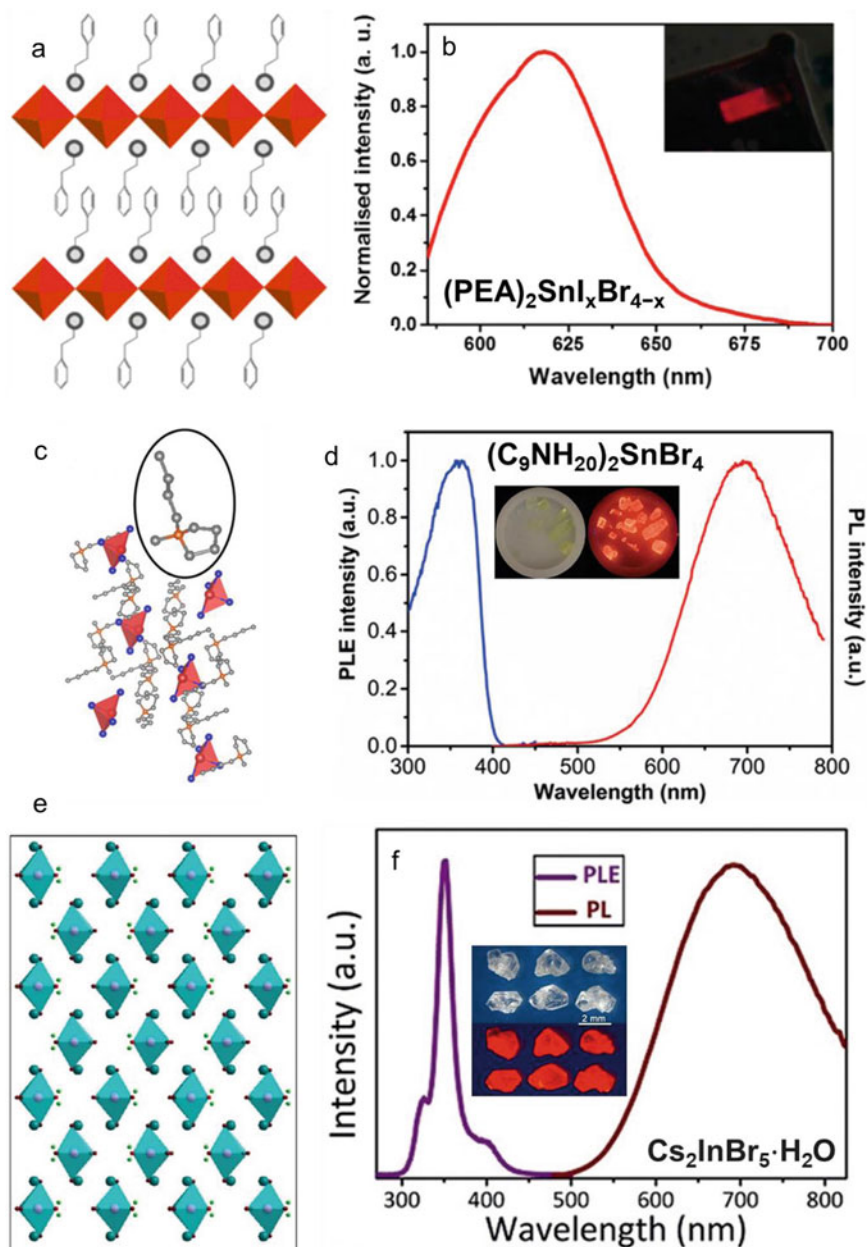 a
b
Normalised intensity (a. u.)
1.0
0.8
0.6
0.4
0.2
0.0
(PEA)₂SnIₓBr₄₋ₓ
600 625 650 675 700
Wavelength (nm)
c
d
(C₉NH₂₀)₂SnBr₄
PLE intensity (a.u.)
1.0
0.8
0.6
0.4
0.2
0.0
PL intensity (a.u.)
300 400 500 600 700 800
Wavelength (nm)
e
f
PLE
PL
Intensity (a.u.)
2 mm
Cs₂InBr₅·H₂O
300 400 500 600 700 800
Wavelength (nm)